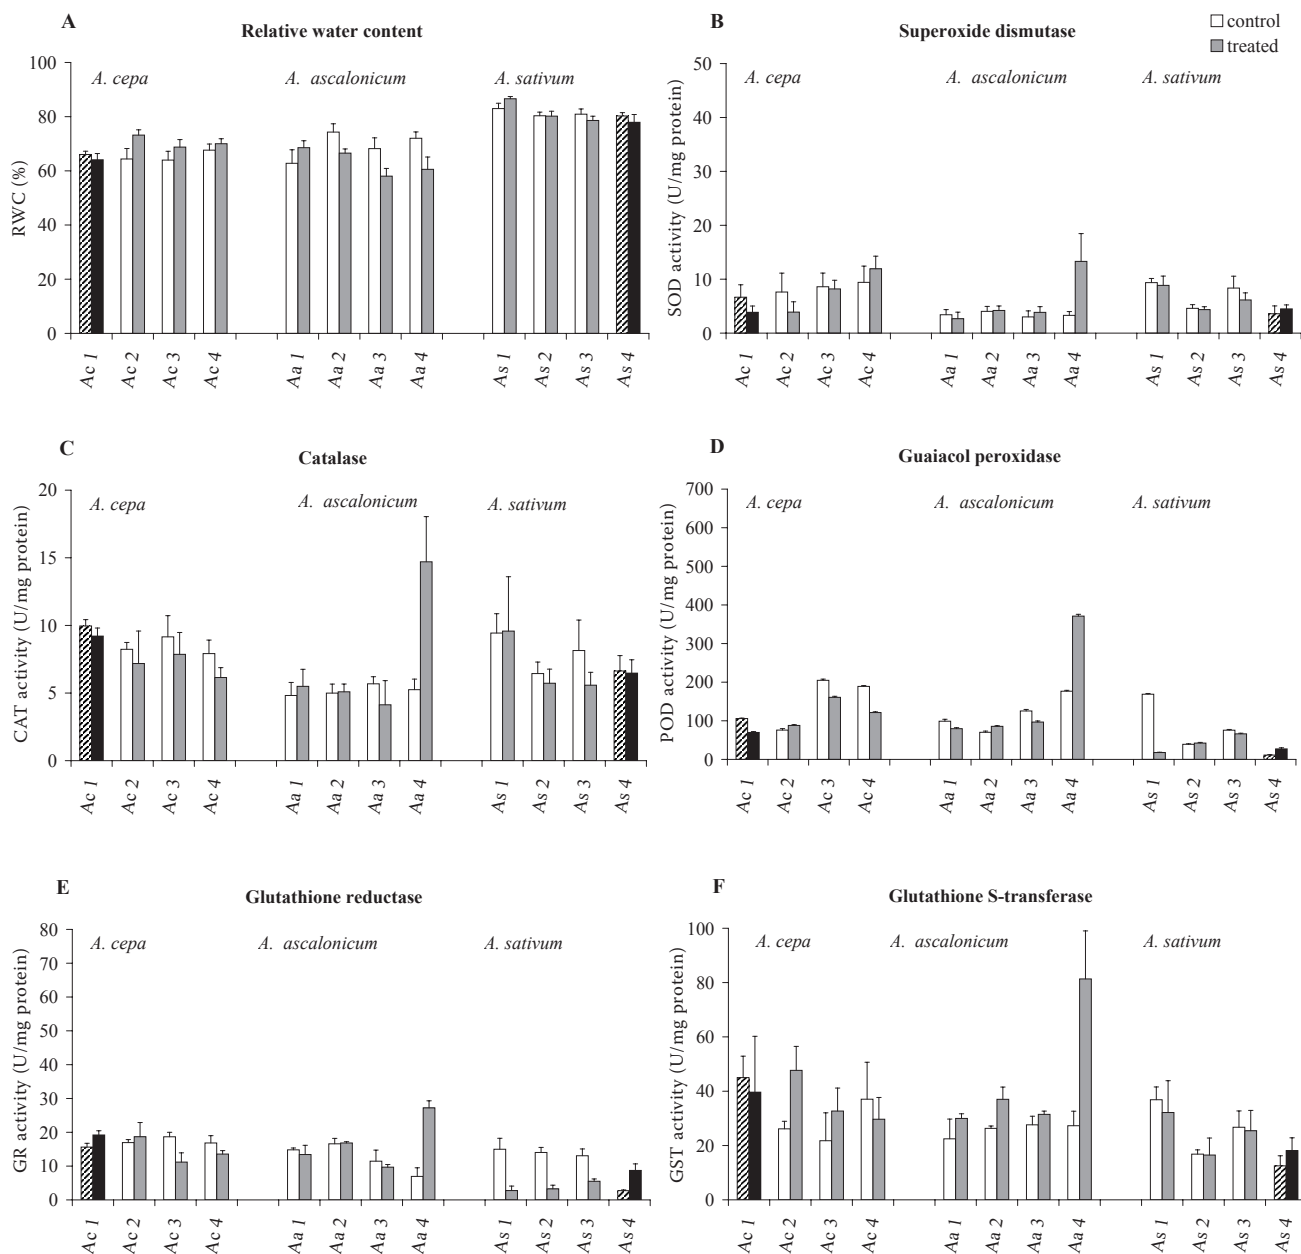 A
Relative water content
A. cepa
A. ascalonicum
A. sativum
RWC (%)
100
80
60
40
20
0
Ac 1
Ac 2
Ac 3
Ac 4
Aa 1
Aa 2
Aa 3
Aa 4
As 1
As 2
As 3
As 4
B
Superoxide dismutase
control
treated
A. cepa
A. ascalonicum
A. sativum
SOD activity (U/mg protein)
50
40
30
20
10
0
Ac 1
Ac 2
Ac 3
Ac 4
Aa 1
Aa 2
Aa 3
Aa 4
As 1
As 2
As 3
As 4
C
Catalase
A. cepa
A. ascalonicum
A. sativum
CAT activity (U/mg protein)
20
15
10
5
0
Ac 1
Ac 2
Ac 3
Ac 4
Aa 1
Aa 2
Aa 3
Aa 4
As 1
As 2
As 3
As 4
D
Guaiacol peroxidase
A. cepa
A. ascalonicum
A. sativum
POD activity (U/mg protein)
700
600
500
400
300
200
100
0
Ac 1
Ac 2
Ac 3
Ac 4
Aa 1
Aa 2
Aa 3
Aa 4
As 1
As 2
As 3
As 4
E
Glutathione reductase
A. cepa
A. ascalonicum
A. sativum
GR activity (U/mg protein)
80
70
60
50
40
30
20
10
0
Ac 1
Ac 2
Ac 3
Ac 4
Aa 1
Aa 2
Aa 3
Aa 4
As 1
As 2
As 3
As 4
F
Glutathione S-transferase
A. cepa
A. ascalonicum
A. sativum
GST activity (U/mg protein)
100
80
60
40
20
0
Ac 1
Ac 2
Ac 3
Ac 4
Aa 1
Aa 2
Aa 3
Aa 4
As 1
As 2
As 3
As 4